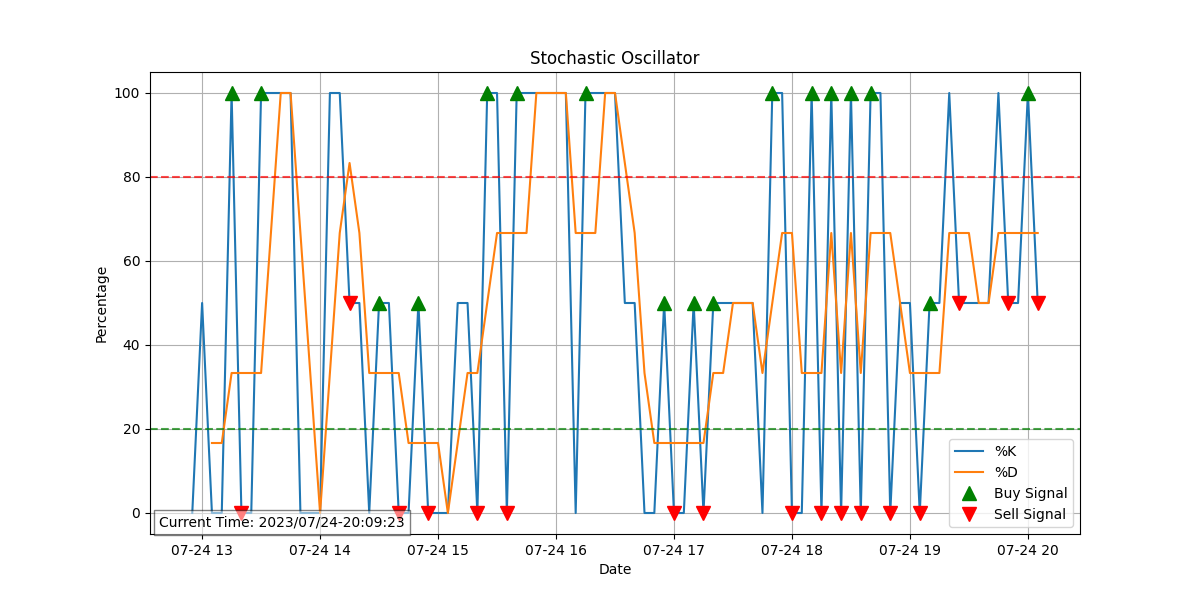 Stochastic Oscillator
Percentage
100
80
60
40
20
0
%K
%D
Buy Signal
Sell Signal
Current Time: 2023/07/24-20:09:23
07-24 13
07-24 14
07-24 15
07-24 16
07-24 17
07-24 18
07-24 19
07-24 20
Date